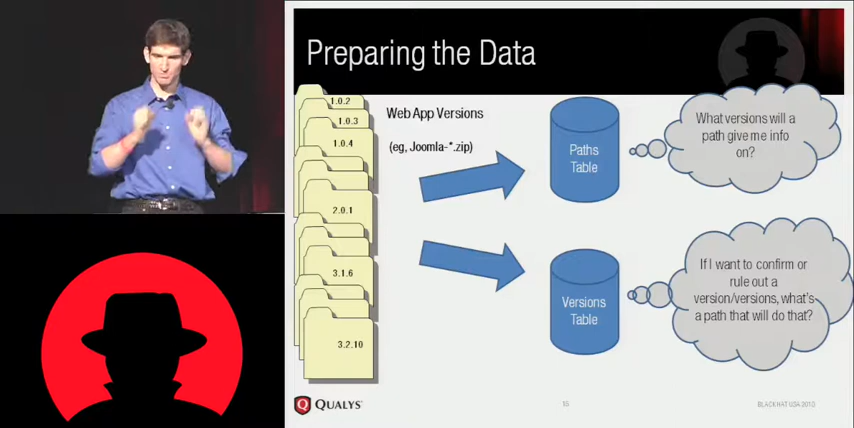 Preparing the Data
1.0.2
1.0.3
1.0.4
2.0.1
3.1.6
3.2.10
Web App Versions
(eg, Joomla-*.zip)
Paths
Table
What versions will a
path give me info
on?
Versions
Table
If I want to confirm or
rule out a
version/versions, what's
a path that will do that?
QUALYS
15
BLACKHAT USA 2010